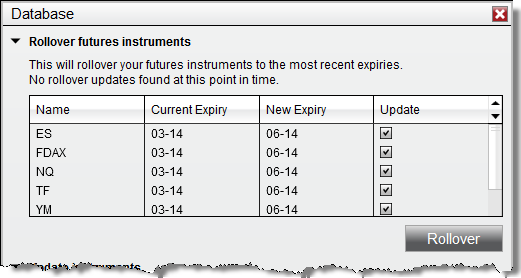 Database
Rollover futures instruments
This will rollover your futures instruments to the most recent expiries.
No rollover updates found at this point in time.
Name Current Expiry New Expiry Update
ES 03-14 06-14
FDAX 03-14 06-14
NQ 03-14 06-14
TF 03-14 06-14
YM 03-14 06-14
Rollover